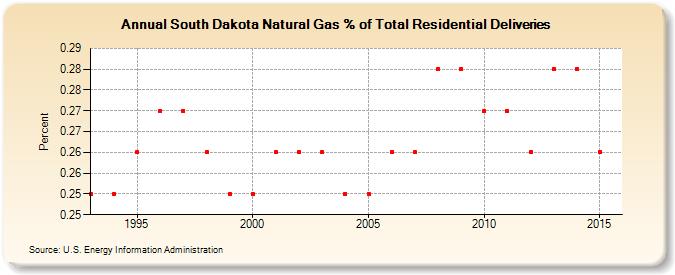 Annual South Dakota Natural Gas % of Total Residential Deliveries
Percent
0.29
0.28
0.28
0.27
0.27
0.26
0.26
0.25
0.25
1995 2000 2005 2010 2015
Source: U.S. Energy Information Administration